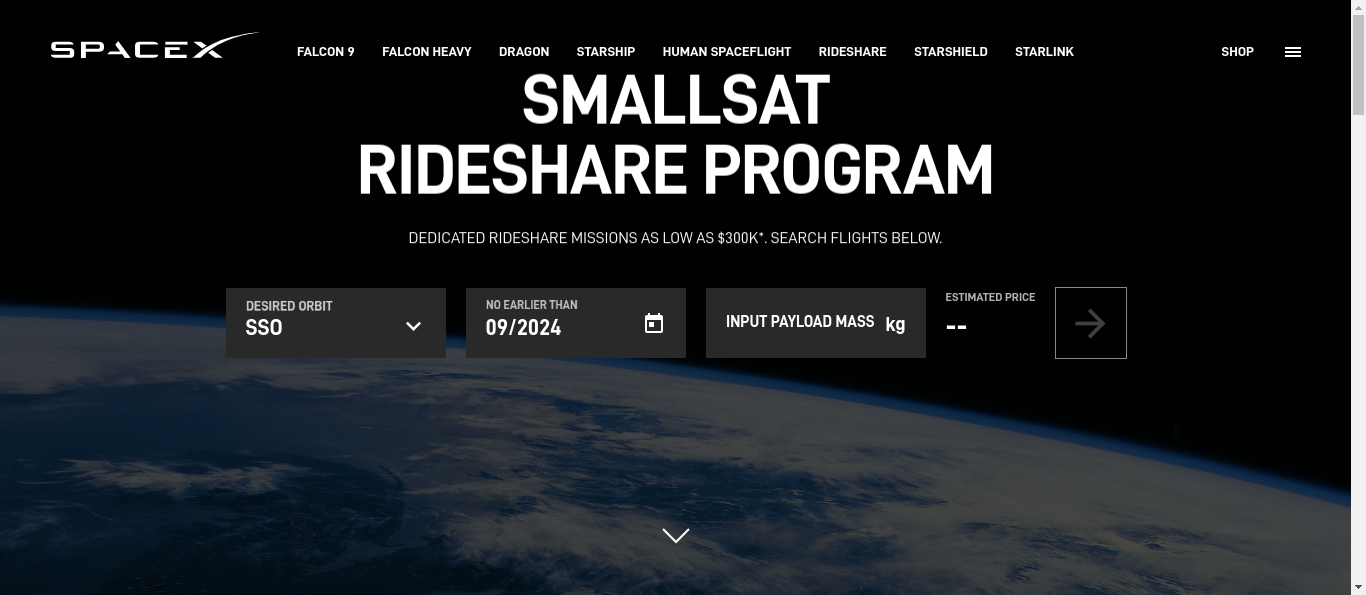 SPACEX
FALCON 9 FALCON HEAVY DRAGON STARSHIP HUMAN SPACEFLIGHT RIDESHARE STARSHIELD STARLINK SHOP
SMALLSAT
RIDESHARE PROGRAM
DEDICATED RIDESHARE MISSIONS AS LOW AS $300K*. SEARCH FLIGHTS BELOW.
DESIRED ORBIT
SSO
NO EARLIER THAN
09/2024
INPUT PAYLOAD MASS kg
ESTIMATED PRICE
--